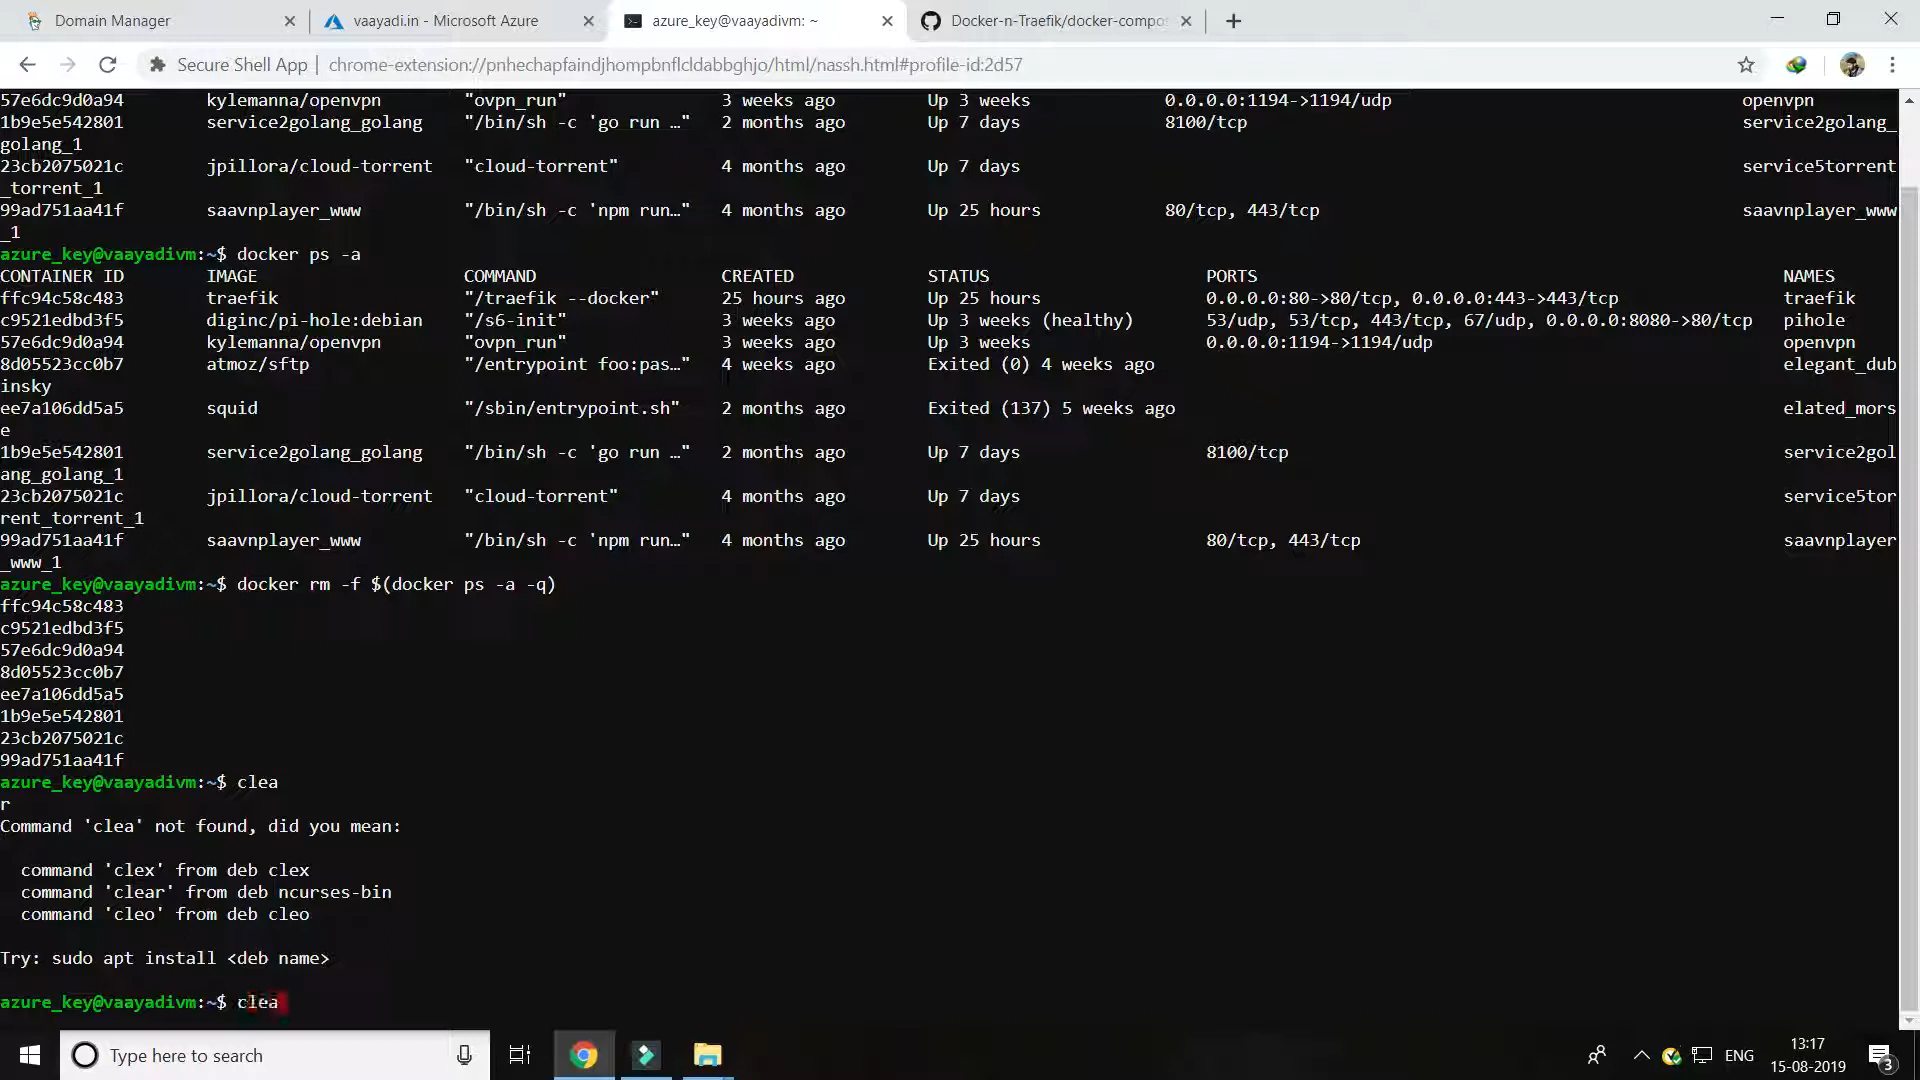 Domain Manager
vaayadi.in - Microsoft Azure
azure_key@vaayadivm: ~
Docker-n-Traefik/docker-compo
Secure Shell App | chrome-extension://pnhechapfaindjhompbnflcldabbghjo/html/nassh.html#profile-id:2d57
57e6dc9d0a94 kylemanna/openvpn "ovpn_run" 3 weeks ago Up 3 weeks 0.0.0.0:1194->1194/udp openvpn
1b9e5e542801 service2golang_golang "/bin/sh -c 'go run …" 2 months ago Up 7 days 8100/tcp service2golang_
golang_1
23cb2075021c jpillora/cloud-torrent "cloud-torrent" 4 months ago Up 7 days service5torrent
_torrent_1
99ad751aa41f saavnplayer_www "/bin/sh -c 'npm run…" 4 months ago Up 25 hours 80/tcp, 443/tcp saavnplayer_www
_1
azure_key@vaayadivm:~$ docker ps -a
CONTAINER ID IMAGE COMMAND CREATED STATUS PORTS NAMES
ffc94c58c483 traefik "/traefik --docker" 25 hours ago Up 25 hours 0.0.0.0:80->80/tcp, 0.0.0.0:443->443/tcp traefik
c9521edbd3f5 diginc/pi-hole:debian "/s6-init" 3 weeks ago Up 3 weeks (healthy) 53/udp, 53/tcp, 443/tcp, 67/udp, 0.0.0.0:8080->80/tcp pihole
57e6dc9d0a94 kylemanna/openvpn "ovpn_run" 3 weeks ago Up 3 weeks 0.0.0.0:1194->1194/udp openvpn
8d05523cc0b7 atmoz/sftp "/entrypoint foo:pas…" 4 weeks ago Exited (0) 4 weeks ago elegant_dub
insky
ee7a106dd5a5 squid "/sbin/entrypoint.sh" 2 months ago Exited (137) 5 weeks ago elated_mors
e
1b9e5e542801 service2golang_golang "/bin/sh -c 'go run …" 2 months ago Up 7 days 8100/tcp service2gol
ang_golang_1
23cb2075021c jpillora/cloud-torrent "cloud-torrent" 4 months ago Up 7 days service5tor
rent_torrent_1
99ad751aa41f saavnplayer_www "/bin/sh -c 'npm run…" 4 months ago Up 25 hours 80/tcp, 443/tcp saavnplayer
_www_1
azure_key@vaayadivm:~$ docker rm -f $(docker ps -a -q)
ffc94c58c483
c9521edbd3f5
57e6dc9d0a94
8d05523cc0b7
ee7a106dd5a5
1b9e5e542801
23cb2075021c
99ad751aa41f
azure_key@vaayadivm:~$ clea
r
Command 'clea' not found, did you mean:
command 'clex' from deb clex
command 'clear' from deb ncurses-bin
command 'cleo' from deb cleo
Try: sudo apt install <deb name>
azure_key@vaayadivm:~$ clea
Type here to search
ENG
13:17
15-08-2019
3